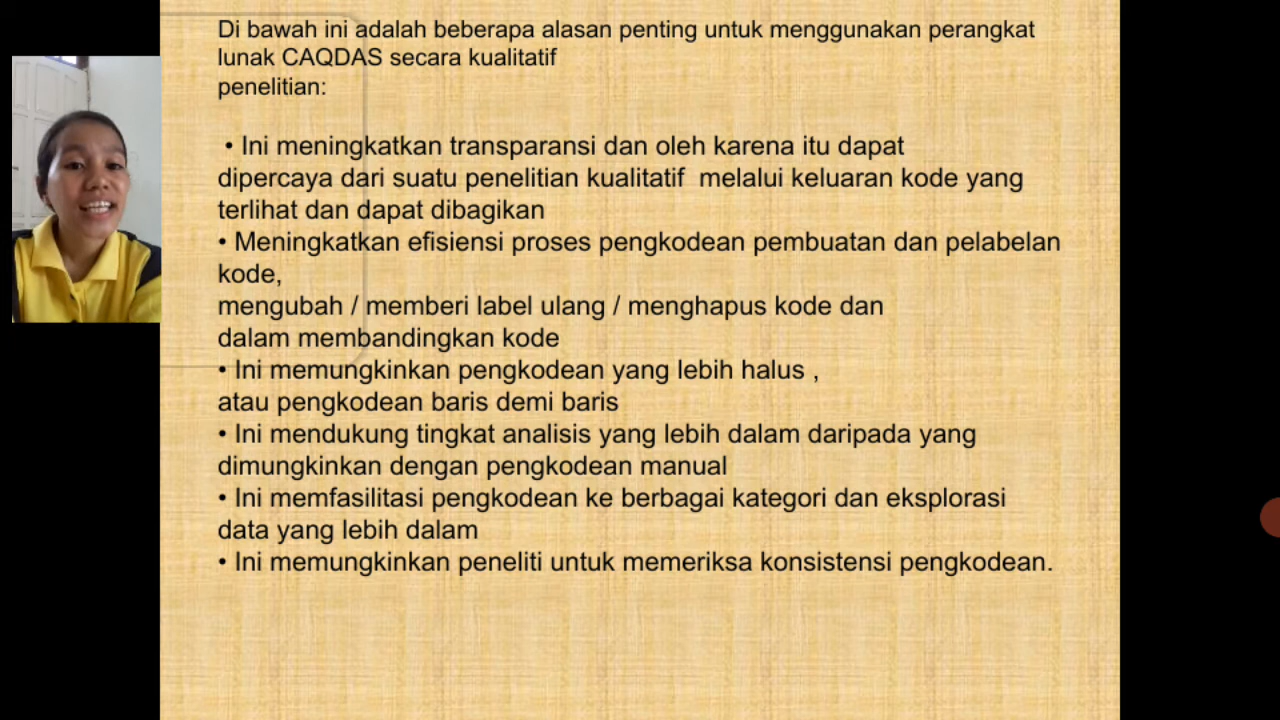 Di bawah ini adalah beberapa alasan penting untuk menggunakan perangkat
lunak CAQDAS secara kualitatif
penelitian:
• Ini meningkatkan transparansi dan oleh karena itu dapat
dipercaya dari suatu penelitian kualitatif melalui keluaran kode yang
terlihat dan dapat dibagikan
• Meningkatkan efisiensi proses pengkodean pembuatan dan pelabelan
kode,
mengubah / memberi label ulang / menghapus kode dan
dalam membandingkan kode
• Ini memungkinkan pengkodean yang lebih halus ,
atau pengkodean baris demi baris
• Ini mendukung tingkat analisis yang lebih dalam daripada yang
dimungkinkan dengan pengkodean manual
• Ini memfasilitasi pengkodean ke berbagai kategori dan eksplorasi
data yang lebih dalam
• Ini memungkinkan peneliti untuk memeriksa konsistensi pengkodean.